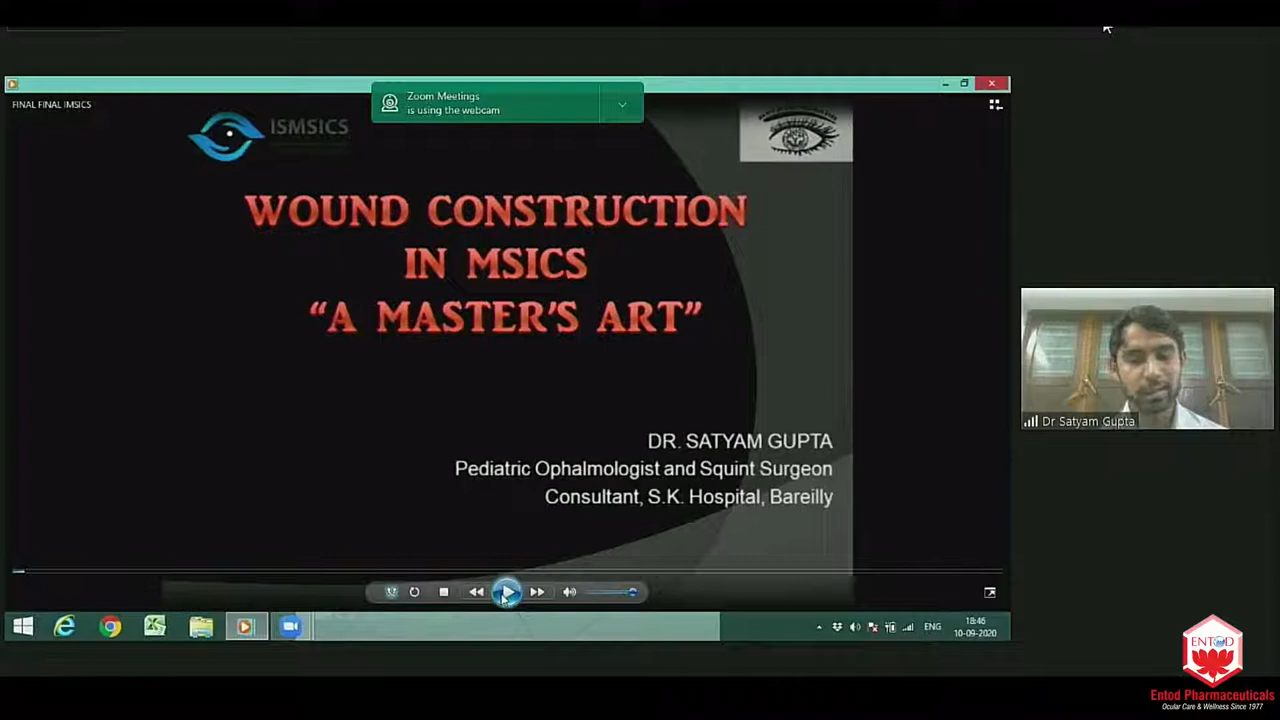 Zoom Meetings
is using the webcam
FINAL FINAL IMSICS
ISMSICS
WOUND CONSTRUCTION
IN MSICS
“A MASTER’S ART”
DR. SATYAM GUPTA
Pediatric Ophalmologist and Squint Surgeon
Consultant, S.K. Hospital, Bareilly
Dr Satyam Gupta
ENG
18:46
10-09-2020
ENTOD
Entod Pharmaceuticals
Ocular Care & Wellness Since 1977